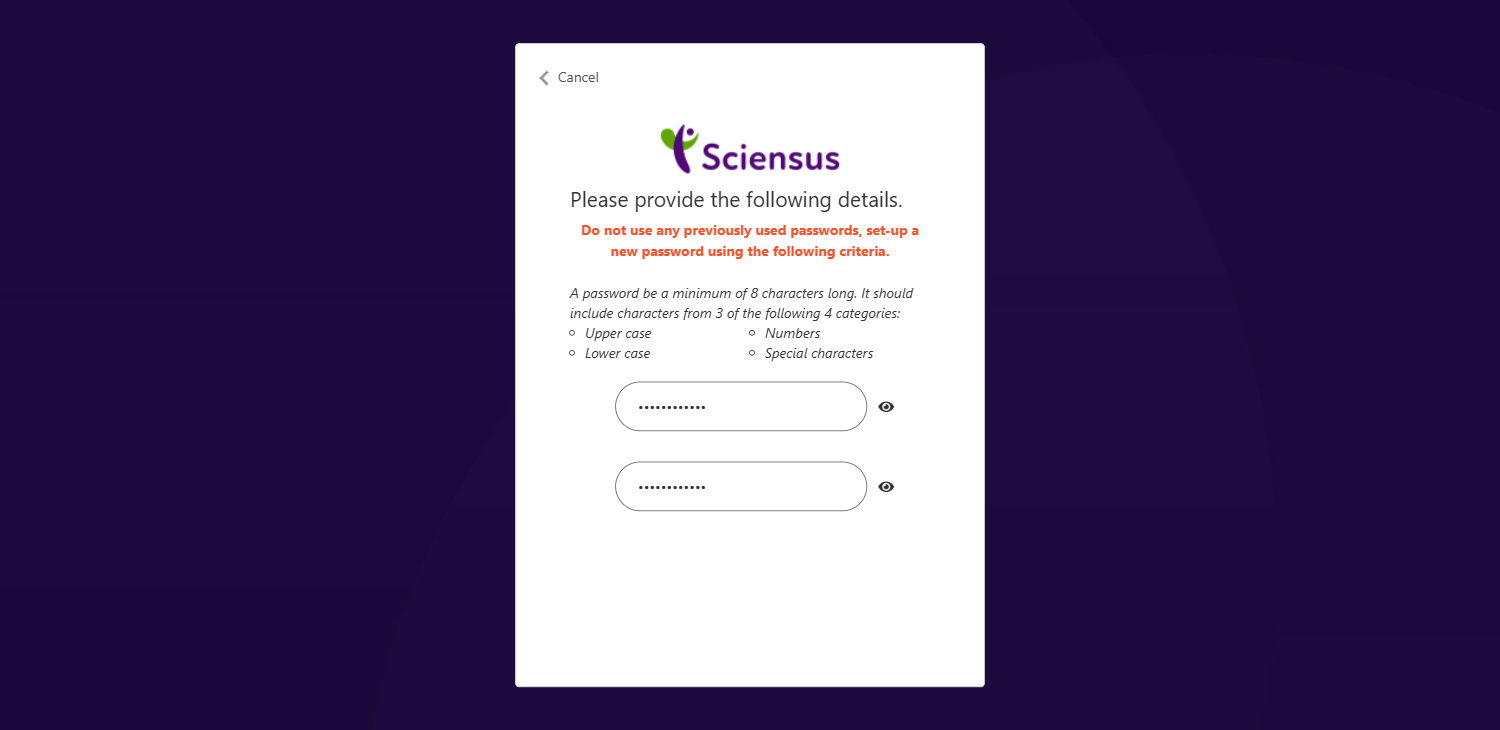 Cancel
Sciensus
Please provide the following details.
Do not use any previously used passwords, set-up a
new password using the following criteria.
A password be a minimum of 8 characters long. It should
include characters from 3 of the following 4 categories:
Upper case
Numbers
Lower case
Special characters
••••••••••••
••••••••••••